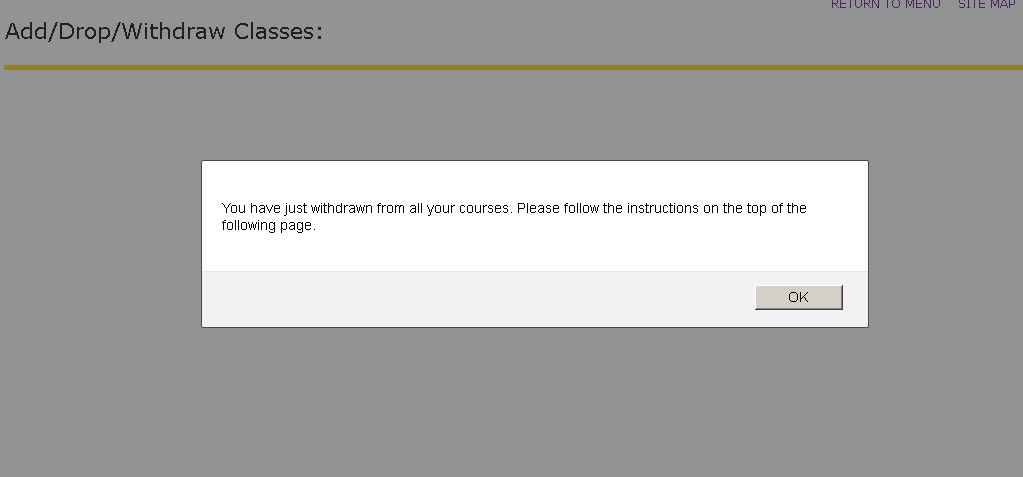 RETURN TO MENU SITE MAP
Add/Drop/Withdraw Classes:
You have just withdrawn from all your courses. Please follow the instructions on the top of the
following page.
OK